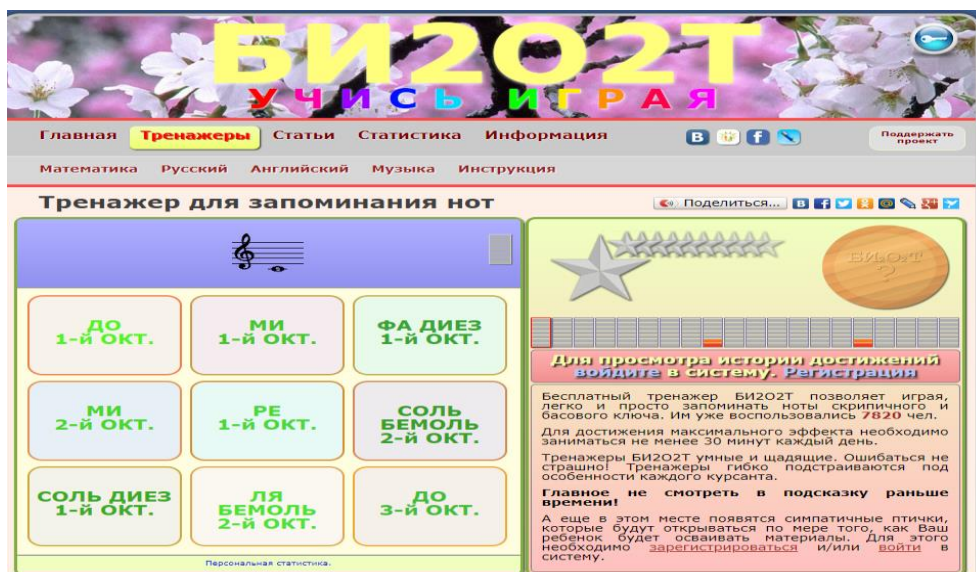 БИ2О2Т
УЧИСЬ ИГРАЯ
Главная Тренажеры Статьи Статистика Информация
Поддержать
проект
Математика Русский Английский Музыка Инструкция
Тренажер для запоминания нот
Поделиться...
ДО
1-й ОКТ.
МИ
1-й ОКТ.
ФА ДИЕЗ
1-й ОКТ.
МИ
2-й ОКТ.
РЕ
1-й ОКТ.
СОЛЬ
БЕМОЛЬ
2-й ОКТ.
СОЛЬ ДИЕЗ
1-й ОКТ.
ЛЯ
БЕМОЛЬ
2-й ОКТ.
ДО
3-й ОКТ.
Персональная статистика.
БИ2О2Т
?
Для просмотра истории достижений
войдите в систему. Регистрация
Бесплатный тренажер БИ2О2Т позволяет играя,
легко и просто запоминать ноты скрипичного и
басового ключа. Им уже воспользовались 7820 чел.
Для достижения максимального эффекта необходимо
заниматься не менее 30 минут каждый день.
Тренажеры БИ2О2Т умные и щадящие. Ошибаться не
страшно! Тренажеры гибко подстраиваются под
особенности каждого курсанта.
Главное не смотреть в подсказку раньше
времени!
А еще в этом месте появятся симпатичные птички,
которые будут открываться по мере того, как Ваш
ребенок будет осваивать материалы. Для этого
необходимо зарегистрироваться и/или войти в
систему.